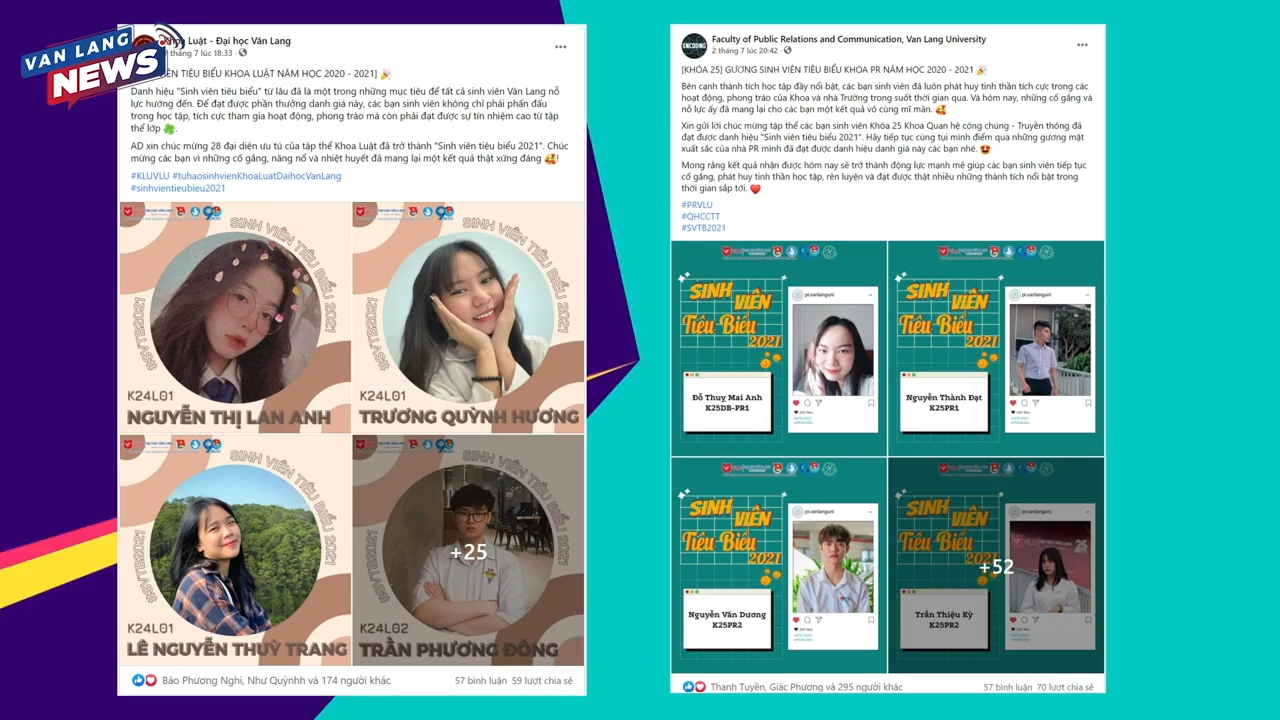 VAN LANG
NEWS
Khoa Luật - Đại học Văn Lang
tháng 7 lúc 18:33
VIÊN TIÊU BIỂU KHOA LUẬT NĂM HỌC 2020 - 2021] 🎉
Danh hiệu "Sinh viên tiêu biểu" từ lâu đã là một trong những mục tiêu để tất cả sinh viên Văn Lang nỗ
lực hướng đến. Để đạt được phần thưởng danh giá này, các bạn sinh viên không chỉ phải phấn đấu
trong học tập, tích cực tham gia hoạt động, phong trào mà còn phải đạt được sự tín nhiệm cao từ tập
thể lớp 🍀.
AD xin chúc mừng 28 đại diện ưu tú của tập thể Khoa Luật đã trở thành "Sinh viên tiêu biểu 2021". Chúc
mừng các bạn vì những cố gắng, năng nổ và nhiệt huyết đã mang lại một kết quả thật xứng đáng 🥰!
#KLUVLU #tuhaosinhvienKhoaLuatDaihocVanLang
#sinhvientieubieu2021
SINH VIÊN TIÊU BIỂU 2021
#SVTB2021
K24L01
NGUYỄN THỊ LAN ANH
SINH VIÊN TIÊU BIỂU 2021
#SVTB2021
K24L01
TRƯƠNG QUỲNH HƯƠNG
SINH VIÊN TIÊU BIỂU 2021
#SVTB2021
K24L01
LÊ NGUYỄN THUỲ TRANG
SINH VIÊN TIÊU BIỂU 2021
#SVTB2021
+25
K24L02
TRẦN PHƯƠNG ĐÔNG
Bảo Phương Nghi, Như Quỳnhh và 174 người khác
57 bình luận 59 lượt chia sẻ
Faculty of Public Relations and Communication, Van Lang University
2 tháng 7 lúc 20:42
[KHÓA 25] GƯƠNG SINH VIÊN TIÊU BIỂU KHOA PR NĂM HỌC 2020 - 2021 🎉
Bên cạnh thành tích học tập đầy nổi bật, các bạn sinh viên đã luôn phát huy tinh thần tích cực trong các
hoạt động, phong trào của Khoa và nhà Trường trong suốt thời gian qua. Và hôm nay, những cố gắng và
nỗ lực ấy đã mang lại cho các bạn một kết quả vô cùng mĩ mãn. 🥰
Xin gửi lời chúc mừng tập thể các bạn sinh viên Khóa 25 Khoa Quan hệ công chúng - Truyền thông đã
đạt được danh hiệu "Sinh viên tiêu biểu 2021". Hãy tiếp tục cùng tụi mình điểm qua những gương mặt
xuất sắc của nhà PR mình đã đạt được danh hiệu danh giá này các bạn nhé. 🤩
Mong rằng kết quả nhận được hôm nay sẽ trở thành động lực mạnh mẽ giúp các bạn sinh viên tiếp tục
cố gắng, phát huy tinh thần học tập, rèn luyện và đạt được thật nhiều những thành tích nổi bật trong
thời gian sắp tới. ❤️
#PRVLU
#QHCCTT
#SVTB2021
SINH
VIÊN
Tiêu Biểu
2021
pr.vanlanguni
Đỗ Thuỵ Mai Anh
K25DB-PR1
SINH
VIÊN
Tiêu Biểu
2021
pr.vanlanguni
Nguyễn Thành Đạt
K25PR1
SINH
VIÊN
Tiêu Biểu
2021
pr.vanlanguni
Nguyễn Văn Dương
K25PR2
SINH
VIÊN
Tiêu Biểu
2021
pr.vanlanguni
+52
Trần Thiệu Kỳ
K25PR2
Thanh Tuyền, Giác Phương và 295 người khác
57 bình luận 70 lượt chia sẻ